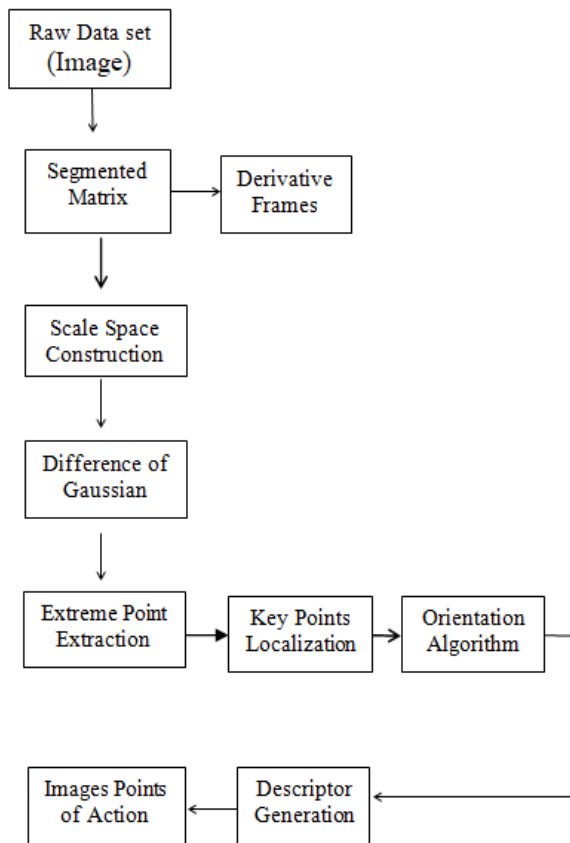 Raw Data set
(Image)
Segmented
Matrix
Derivative
Frames
Scale Space
Construction
Difference of
Gaussian
Extreme Point
Extraction
Key Points
Localization
Orientation
Algorithm
Images Points
of Action
Descriptor
Generation